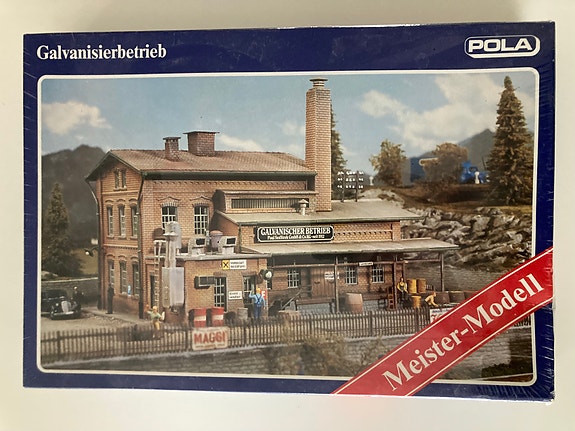 Galvanisierbetrieb
POLA
GALVANISCHER BETRIEB
MAGGI
Meister-Modell